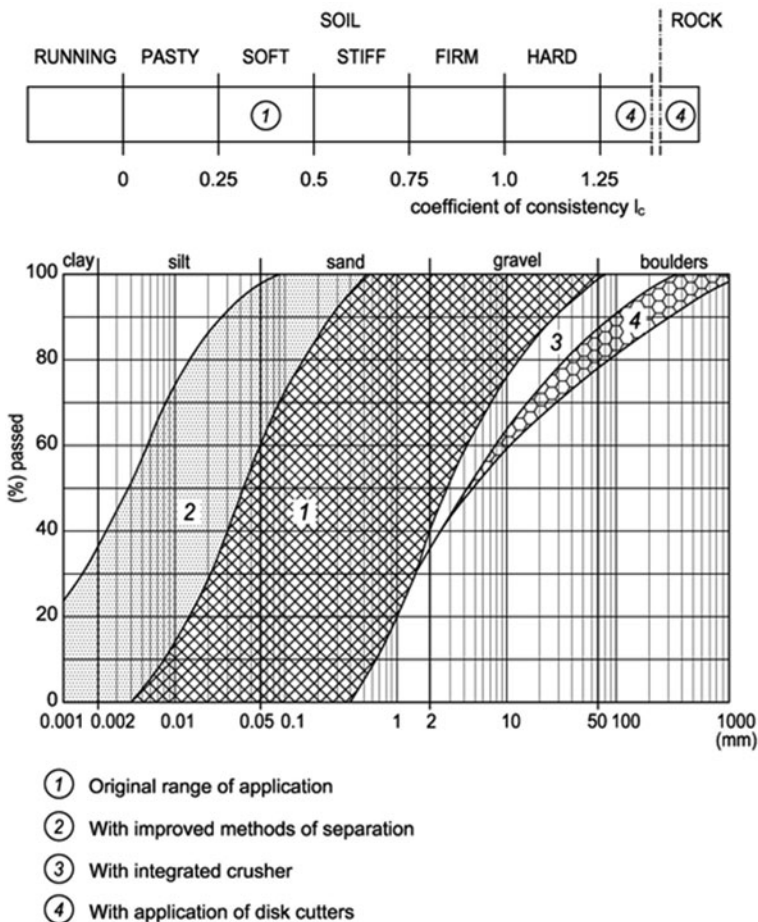 SOIL ROCK
RUNNING PASTY SOFT STIFF FIRM HARD
1 4 4
0 0.25 0.5 0.75 1.0 1.25
coefficient of consistency Ic
clay silt sand gravel boulders
100
80
60
40
20
0
(%) passed
3 4
2 1
0.001 0.002 0.01 0.05 0.1 1 2 10 50 100 1000
(mm)
1 Original range of application
2 With improved methods of separation
3 With integrated crusher
4 With application of disk cutters